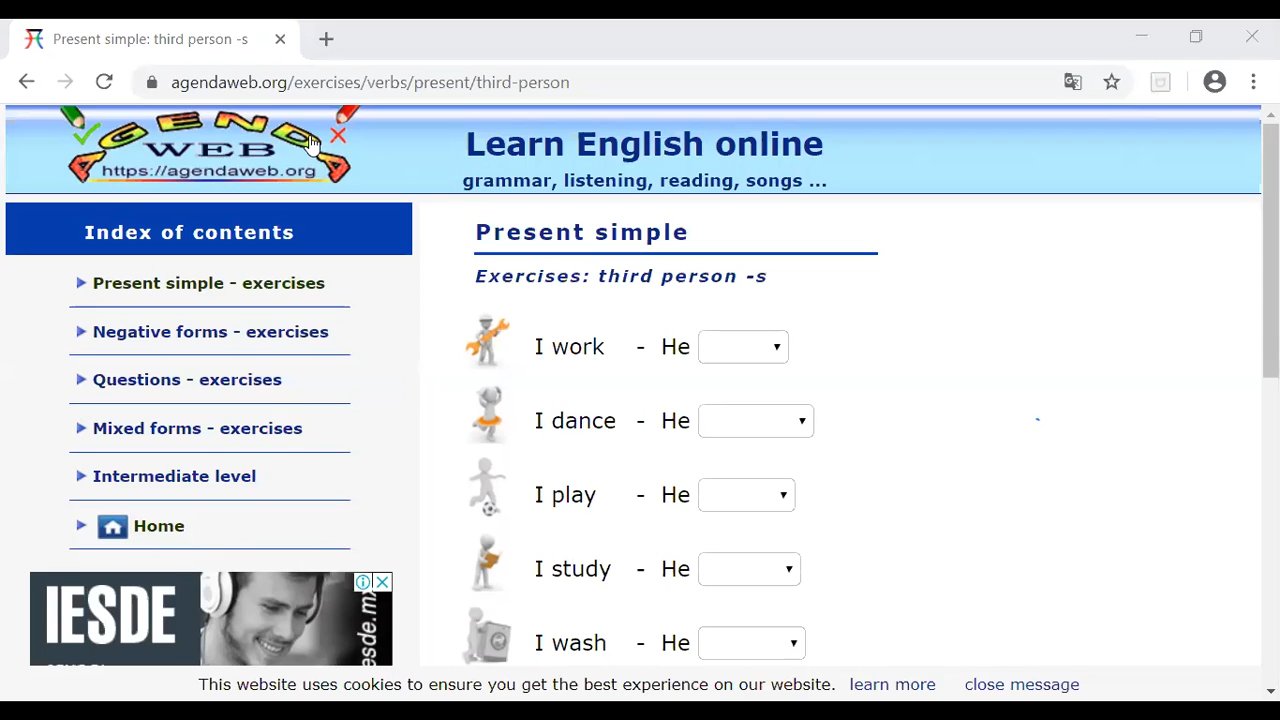 Present simple: third person -s
agendaweb.org/exercises/verbs/present/third-person
AGENDA
WEB
https://agendaweb.org
Learn English online
grammar, listening, reading, songs ...
Index of contents
Present simple - exercises
Negative forms - exercises
Questions - exercises
Mixed forms - exercises
Intermediate level
Home
IESDE
iesde.mx
Present simple
Exercises: third person -s
I work - He
I dance - He
I play - He
I study - He
I wash - He
This website uses cookies to ensure you get the best experience on our website. learn more close message